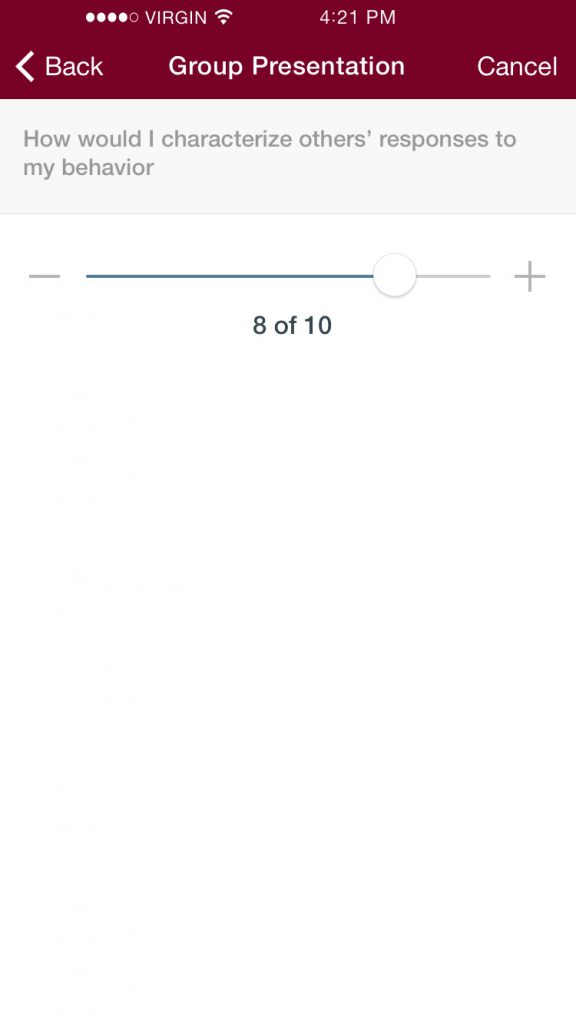 VIRGIN 4:21 PM
Back Group Presentation Cancel
How would I characterize others’ responses to
my behavior
8 of 10